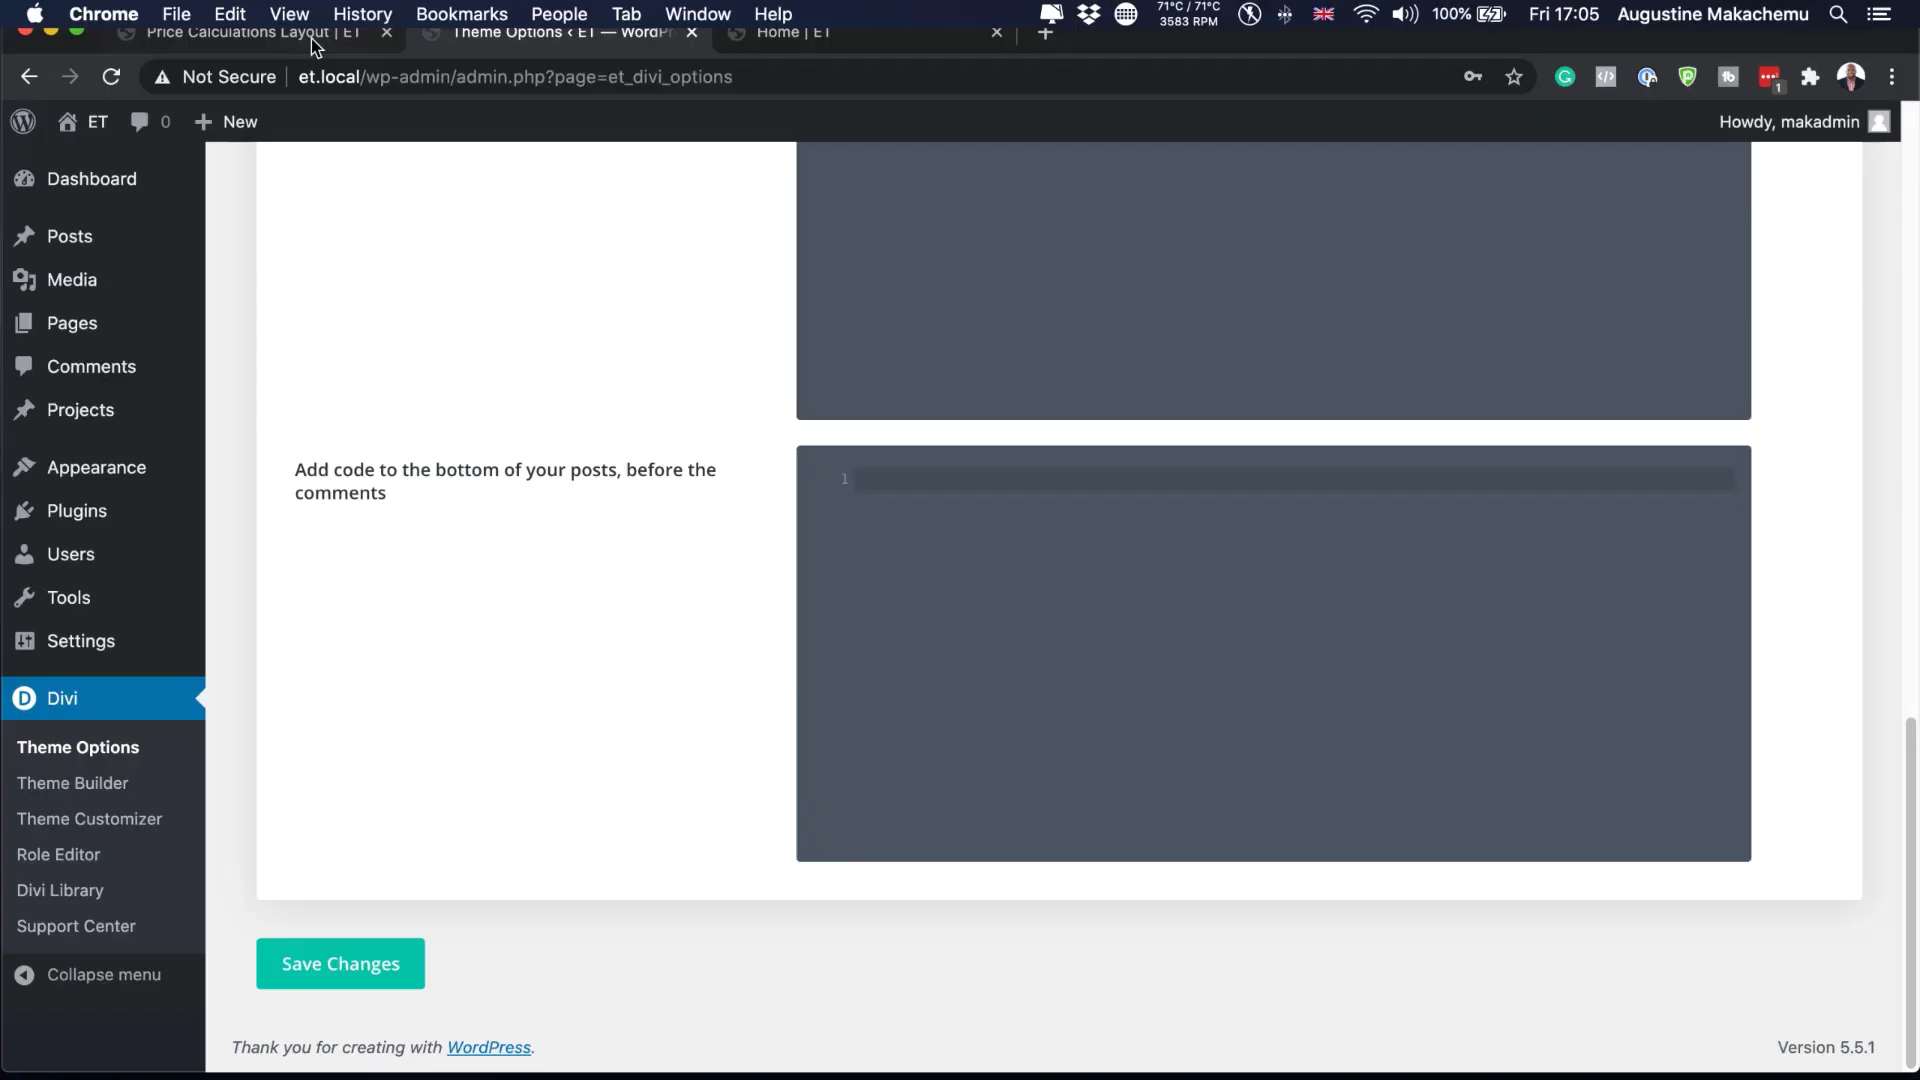 Chrome File Edit View History Bookmarks People Tab Window Help
71°C / 71°C
3583 RPM
100% Fri 17:05 Augustine Makachemu
Price Calculations Layout | ET
Theme Options ‹ ET — WordPr
Home | ET
Not Secure et.local/wp-admin/admin.php?page=et_divi_options
1
ET 0 New
Howdy, makadmin
Dashboard
Posts
Media
Pages
Comments
Projects
Appearance
Plugins
Users
Tools
Settings
Divi
Theme Options
Theme Builder
Theme Customizer
Role Editor
Divi Library
Support Center
Collapse menu
Add code to the bottom of your posts, before the
comments
1
Save Changes
Thank you for creating with WordPress.
Version 5.5.1